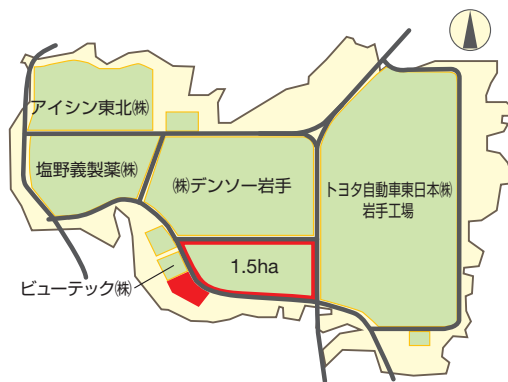 アイシン東北㈱
塩野義製薬㈱
㈱デンソー岩手
トヨタ自動車東日本㈱
岩手工場
1.5ha
ビューテック㈱